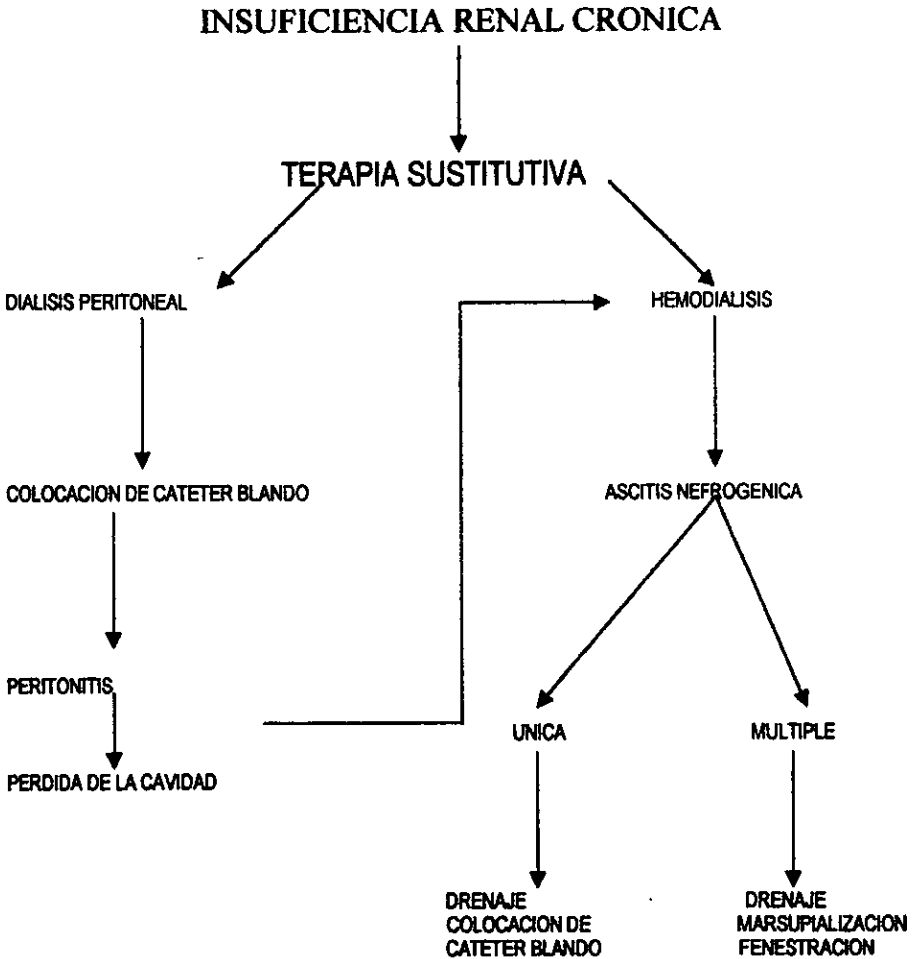 INSUFICIENCIA RENAL CRONICA
TERAPIA SUSTITUTIVA
DIALISIS PERITONEAL
HEMODIALISIS
COLOCACION DE CATETER BLANDO
ASCITIS NEFROGENICA
PERITONITIS
UNICA
MULTIPLE
PERDIDA DE LA CAVIDAD
DRENAJE
COLOCACION DE
CATETER BLANDO
DRENAJE
MARSUPIALIZACION
FENESTRACION